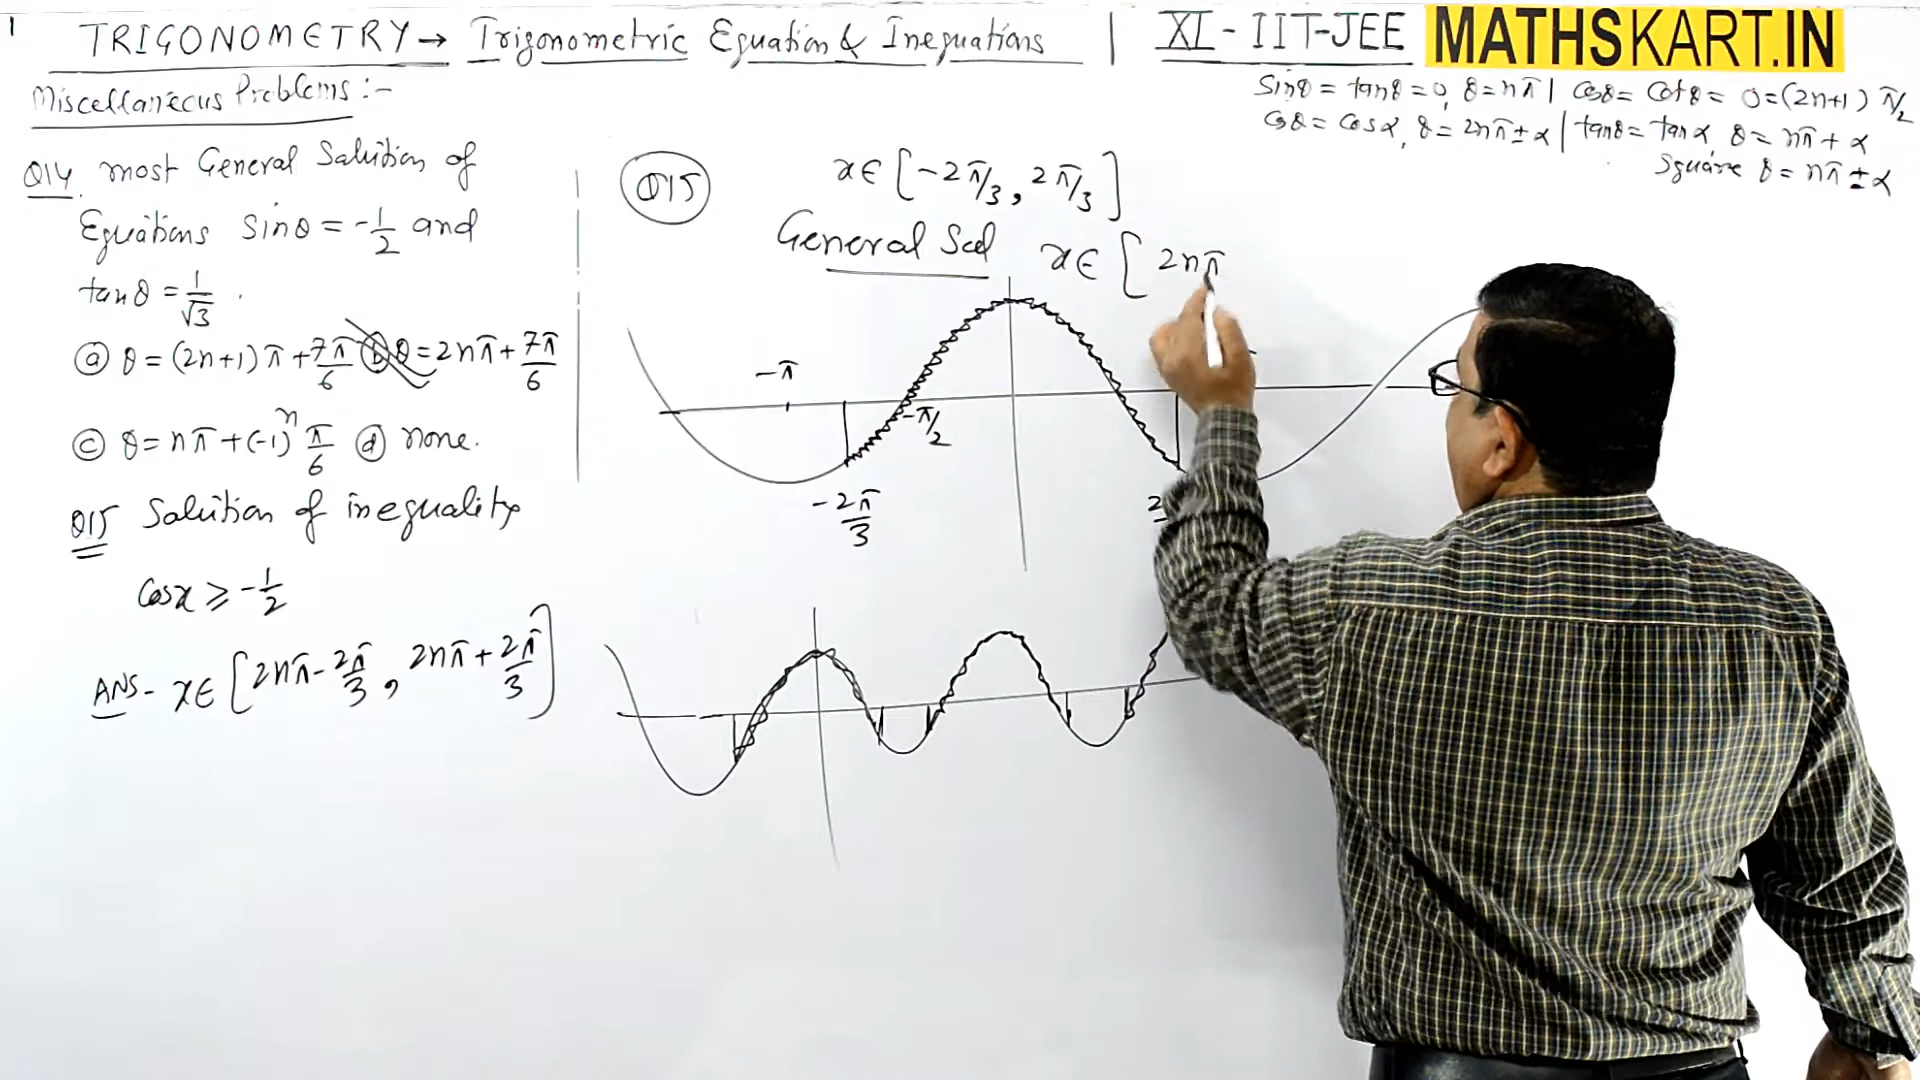 1
TRIGONOMETRY → Trigonometric Equation & Inequations | XI - IIT-JEE MATHSKART.IN
Miscellaneous Problems :-
sinθ = tanθ = 0, θ = nπ | cosθ = cotθ = 0 = (2n+1) π/2
cosθ = cosα, θ = 2nπ ± α | tanθ = tanα, θ = nπ + α
square θ = nπ ± α
Q14. most General Solution of
Equations sinθ = -1/2 and
tanθ = 1/√3 .
ⓐ θ = (2n+1)π + 7π/6 ⓑ θ = 2nπ + 7π/6
ⓒ θ = nπ + (-1)ⁿ π/6 ⓓ none.
Q15 Solution of inequality
Cosx ⩾ -1/2
ANS - x ∈ [2nπ - 2π/3 , 2nπ + 2π/3]
Q15
x ∈ [-2π/3, 2π/3]
General Sol x ∈ [2nπ
-π
-π/2
-2π/3
2